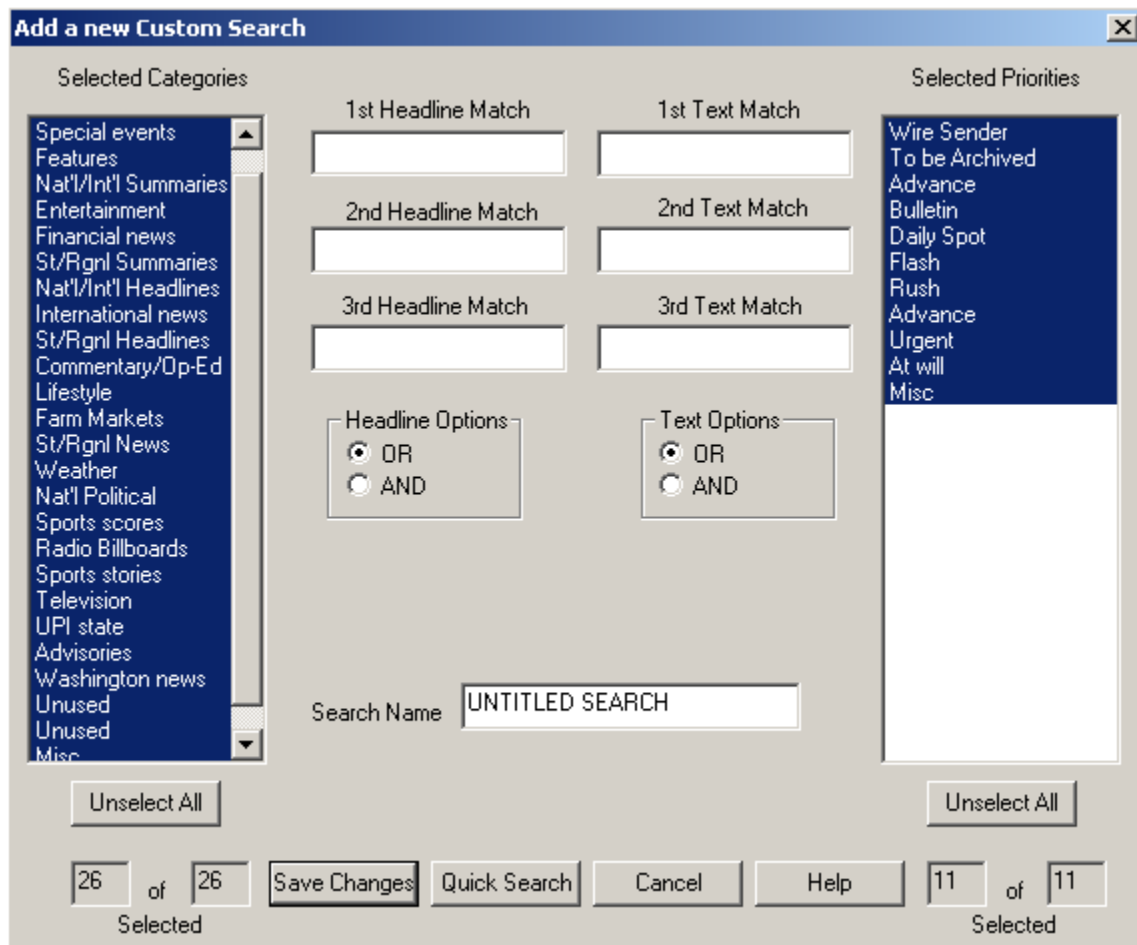 Add a new Custom Search
Selected Categories
Special events
Features
Nat'l/Int'l Summaries
Entertainment
Financial news
St/Rgnl Summaries
Nat'l/Int'l Headlines
International news
St/Rgnl Headlines
Commentary/Op-Ed
Lifestyle
Farm Markets
St/Rgnl News
Weather
Nat'l Political
Sports scores
Radio Billboards
Sports stories
Television
UPI state
Advisories
Washington news
Unused
Unused
Misc
Unselect All
26 of 26
Selected
1st Headline Match
2nd Headline Match
3rd Headline Match
Headline Options
OR
AND
1st Text Match
2nd Text Match
3rd Text Match
Text Options
OR
AND
Search Name UNTITLED SEARCH
Save Changes Quick Search Cancel Help
Selected Priorities
Wire Sender
To be Archived
Advance
Bulletin
Daily Spot
Flash
Rush
Advance
Urgent
At will
Misc
Unselect All
11 of 11
Selected